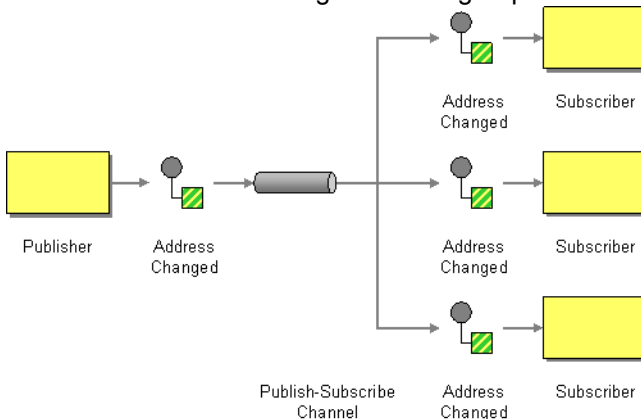 Address
Changed
Subscriber
Publisher
Address
Changed
Address
Changed
Subscriber
Publish-Subscribe
Channel
Address
Changed
Subscriber